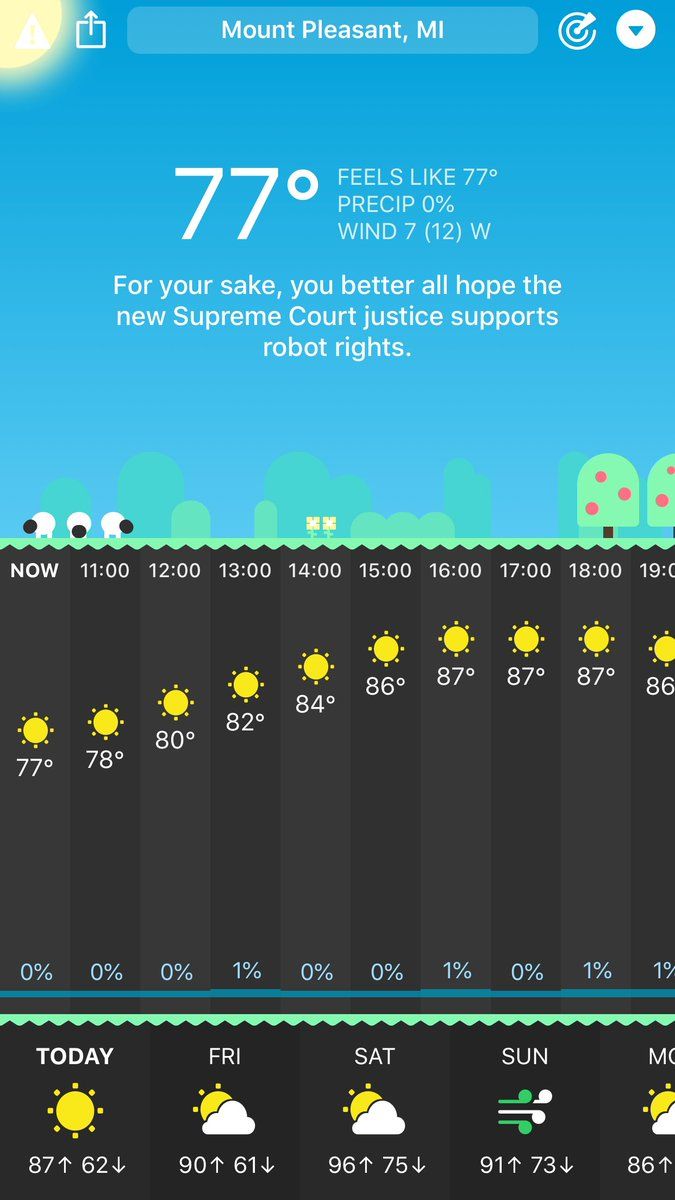 Mount Pleasant, MI
77°
FEELS LIKE 77°
PRECIP 0%
WIND 7 (12) W
For your sake, you better all hope the
new Supreme Court justice supports
robot rights.
NOW 11:00 12:00 13:00 14:00 15:00 16:00 17:00 18:00
77° 78° 80° 82° 84° 86° 87° 87° 87° 86
0% 0% 0% 1% 0% 0% 1% 0% 1% 1%
TODAY FRI SAT SUN
87↑ 62↓ 90↑ 61↓ 96↑ 75↓ 91↑ 73↓ 86↑